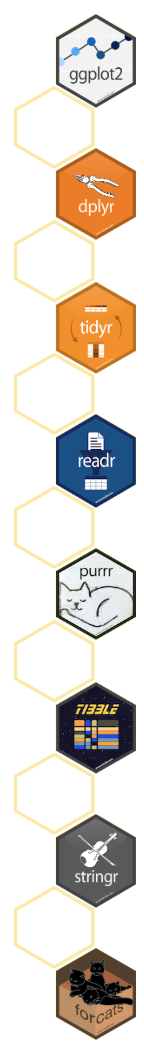 ggplot2
dplyr
tidyr
readr
purrr
TIBBLE
stringr
forcats